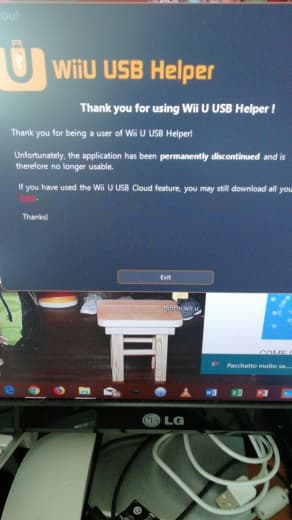 you!
WiiU USB Helper
Thank you for using Wii U USB Helper !
Thank you for being a user of Wii U USB Helper!
Unfortunately, the application has been permanently discontinued and is
therefore no longer usable.
If you have used the Wii U USB Cloud feature, you may still download all you
here.
Thanks!
Exit
Pacchetto molto sa...
LG